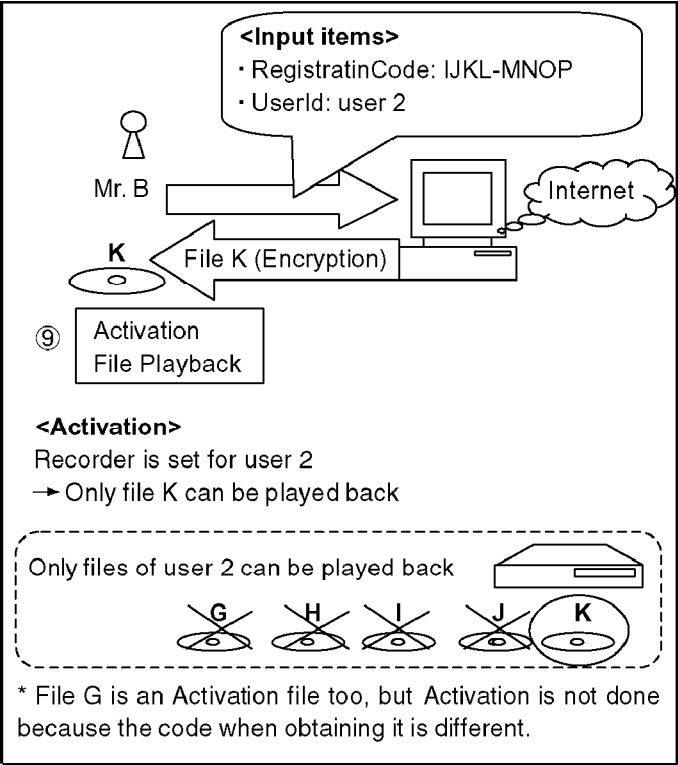 <Input items>
・RegistratinCode: IJKL-MNOP
・UserId: user 2
Mr. B
Internet
K
File K (Encryption)
⑨
Activation
File Playback
<Activation>
Recorder is set for user 2
→ Only file K can be played back
Only files of user 2 can be played back
G H I J K
* File G is an Activation file too, but Activation is not done
because the code when obtaining it is different.